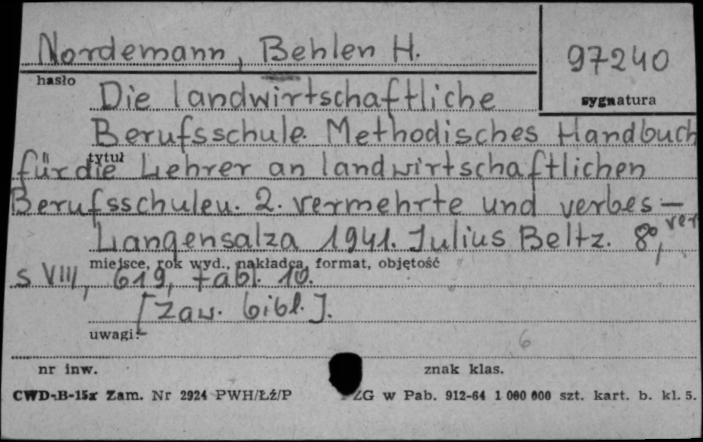 Nordemann, Behlen H.
97240
hasło
sygnatura
Die landwirtschaftliche
Berufsschule. Methodisches Handbuch
tytuł
für die Lehrer an landwirtschaftlichen
Berufsschulen. 2. vermehrte und verbes-
Langensalza 1941. Julius Beltz. 8°,
miejsce, rok wyd., nakładca, format, objętość
s VIII, 619, tabl. 10.
[Zaw. bibl.].
uwagi:
6
nr inw.
znak klas.
CWD-B-15x Zam. Nr 2924 PWH/Łź/P ZG w Pab. 912-64 1 000 000 szt. kart. b. kl. 5.